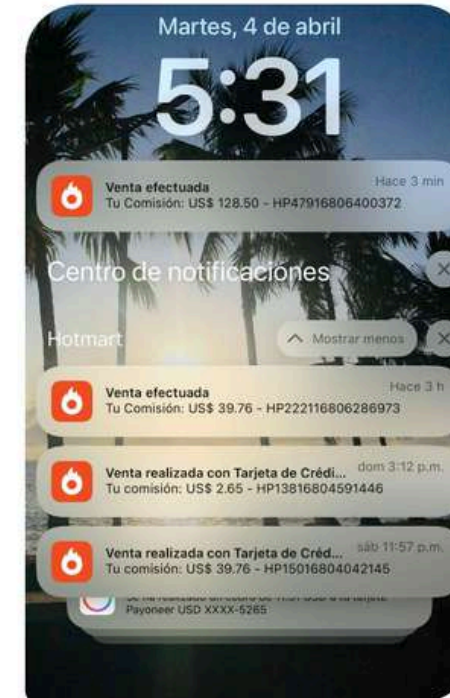 Martes, 4 de abril
5:31
Venta efectuada
Hace 3 min
Tu Comisión: US$ 128.50 - HP47916806400372
Centro de notificaciones
Hotmart
Mostrar menos
Venta efectuada
Hace 3 h
Tu Comisión: US$ 39.76 - HP222116806286973
Venta realizada con Tarjeta de Crédi...
dom 3:12 p.m.
Tu comisión: US$ 2.65 - HP13816804591446
Venta realizada con Tarjeta de Créd...
sáb 11:57 p.m.
Tu comisión: US$ 39.76 - HP15016804042145
Payoneer USD XXXX-5265